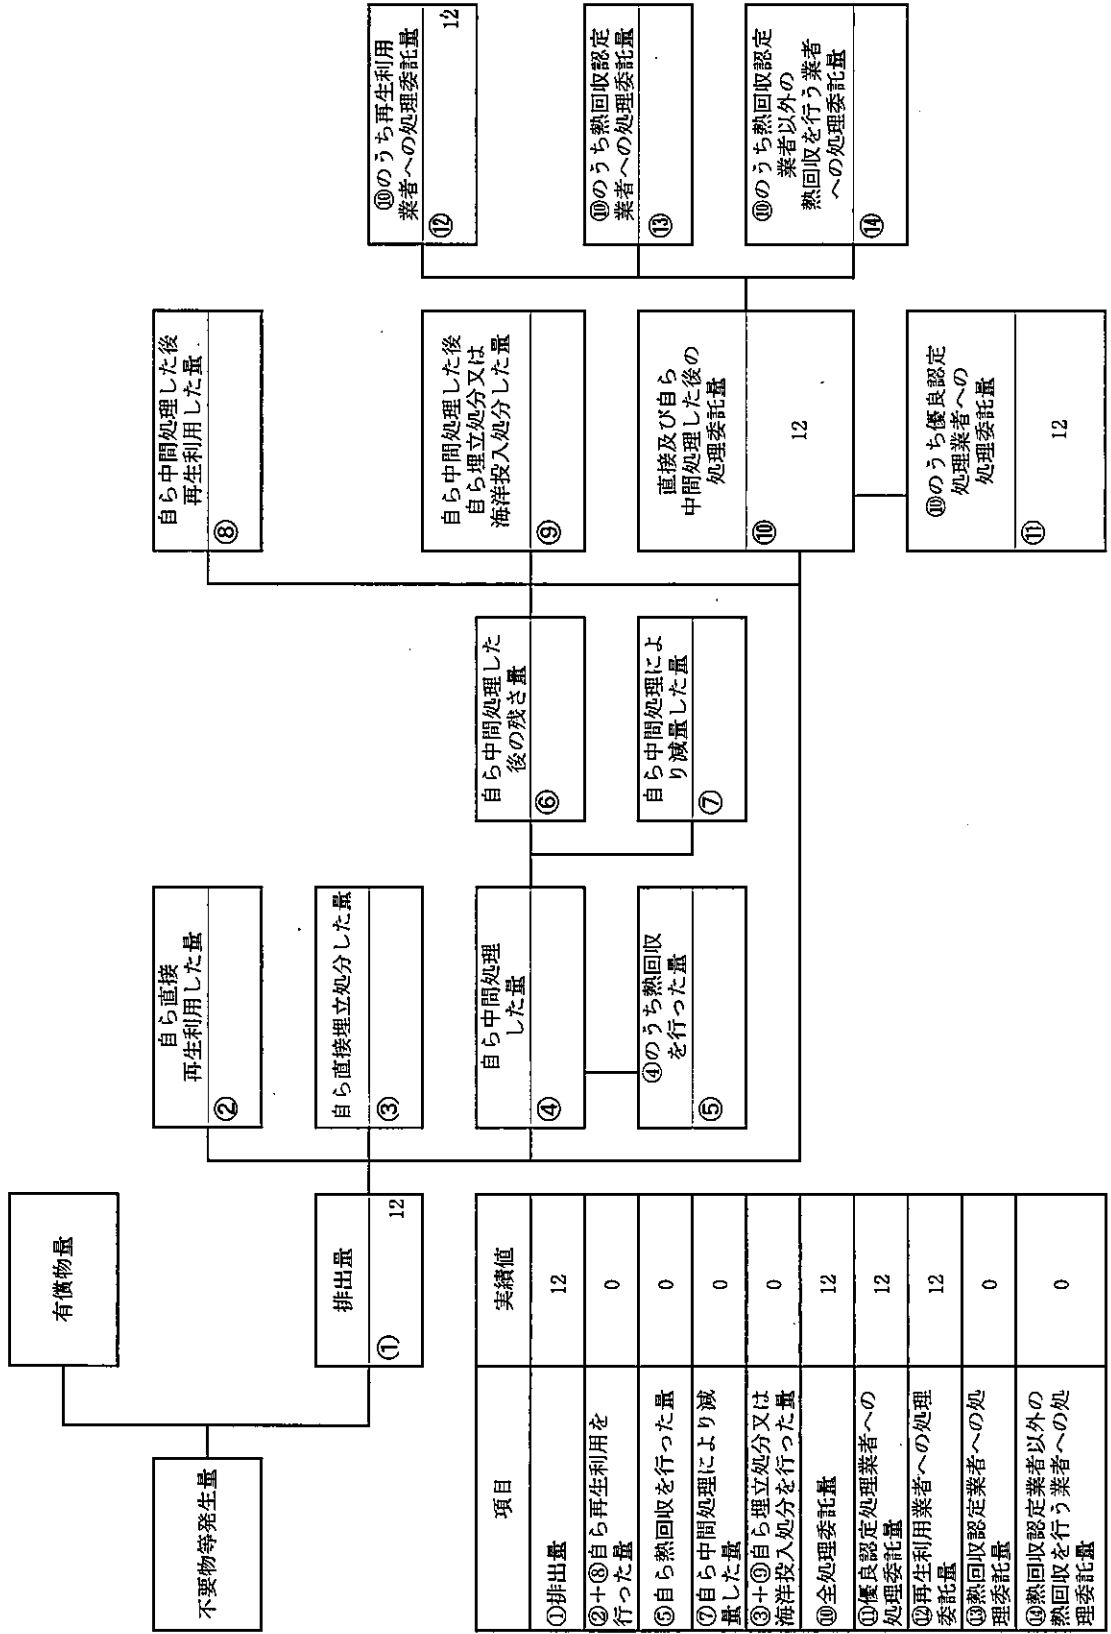 不要物等発生量
有償物量
排出量
①
12
自ら直接
再生利用した量
②
自ら直接埋立処分した量
③
自ら中間処理
した量
④
④のうち熱回収
を行った量
⑤
自ら中間処理した
後の残さ量
⑥
自ら中間処理によ
り減量した量
⑦
自ら中間処理した後
再生利用した量
⑧
自ら中間処理した後
自ら埋立処分又は
海洋投入処分した量
⑨
直接及び自ら
中間処理した後の
処理委託量
⑩
12
⑩のうち優良認定
処理業者への
処理委託量
⑪
12
⑩のうち再生利用
業者への処理委託量
⑫
12
⑩のうち熱回収認定
業者への処理委託量
⑬
⑩のうち熱回収認定
業者以外の
熱回収を行う業者
への処理委託量
⑭
項目 実績値
①排出量 12
②+⑧自ら再生利用を
行った量 0
⑤自ら熱回収を行った量 0
⑦自ら中間処理により減
量した量 0
③+⑨自ら埋立処分又は
海洋投入処分を行った量 0
⑩全処理委託量 12
⑪優良認定処理業者への
処理委託量 12
⑫再生利用業者への処理
委託量 12
⑬熱回収認定業者への処
理委託量 0
⑭熱回収認定業者以外の
熱回収を行う業者への処
理委託量 0